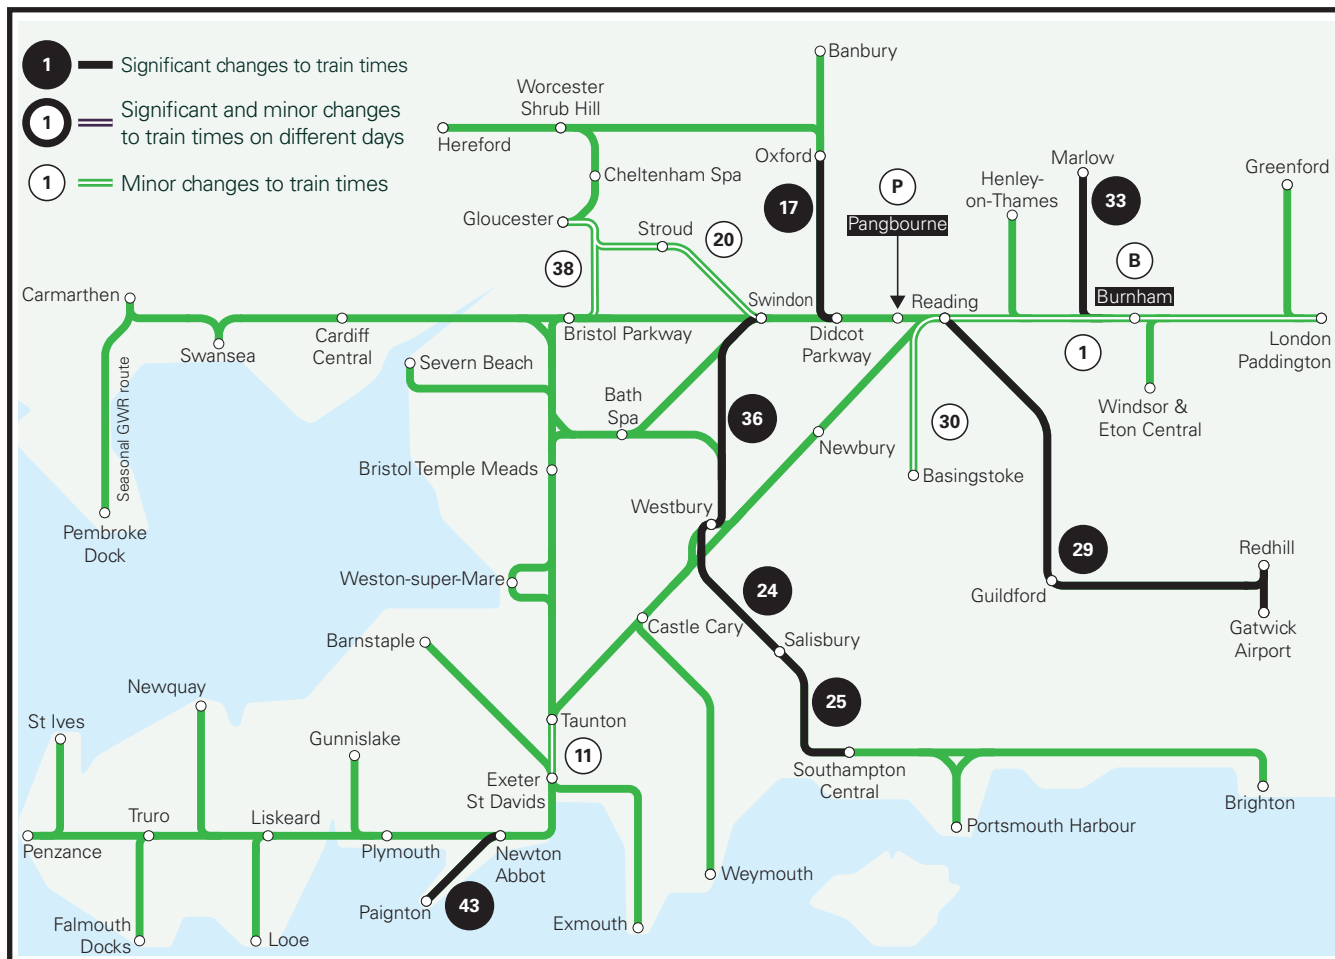 1 Significant changes to train times
1 Significant and minor changes
to train times on different days
1 Minor changes to train times
Banbury
Worcester
Shrub Hill
Hereford
Oxford
Marlow
Greenford
Cheltenham Spa
17
P
Henley-
on-Thames
33
Gloucester
Stroud
20
Pangbourne
38
B
Carmarthen
Swindon
Reading
Burnham
Swansea
Cardiff
Central
Bristol Parkway
Didcot
Parkway
1
London
Paddington
Severn Beach
Seasonal GWR route
Bath
Spa
36
30
Windsor &
Eton Central
Newbury
Bristol Temple Meads
Basingstoke
Westbury
Pembroke
Dock
29
Redhill
Weston-super-Mare
24
Guildford
Barnstaple
Castle Cary
Salisbury
Gatwick
Airport
Newquay
25
St Ives
Taunton
Gunnislake
11
Southampton
Central
Exeter
St Davids
Brighton
Truro
Liskeard
Portsmouth Harbour
Penzance
Plymouth
Newton
Abbot
Weymouth
Paignton
43
Falmouth
Docks
Looe
Exmouth